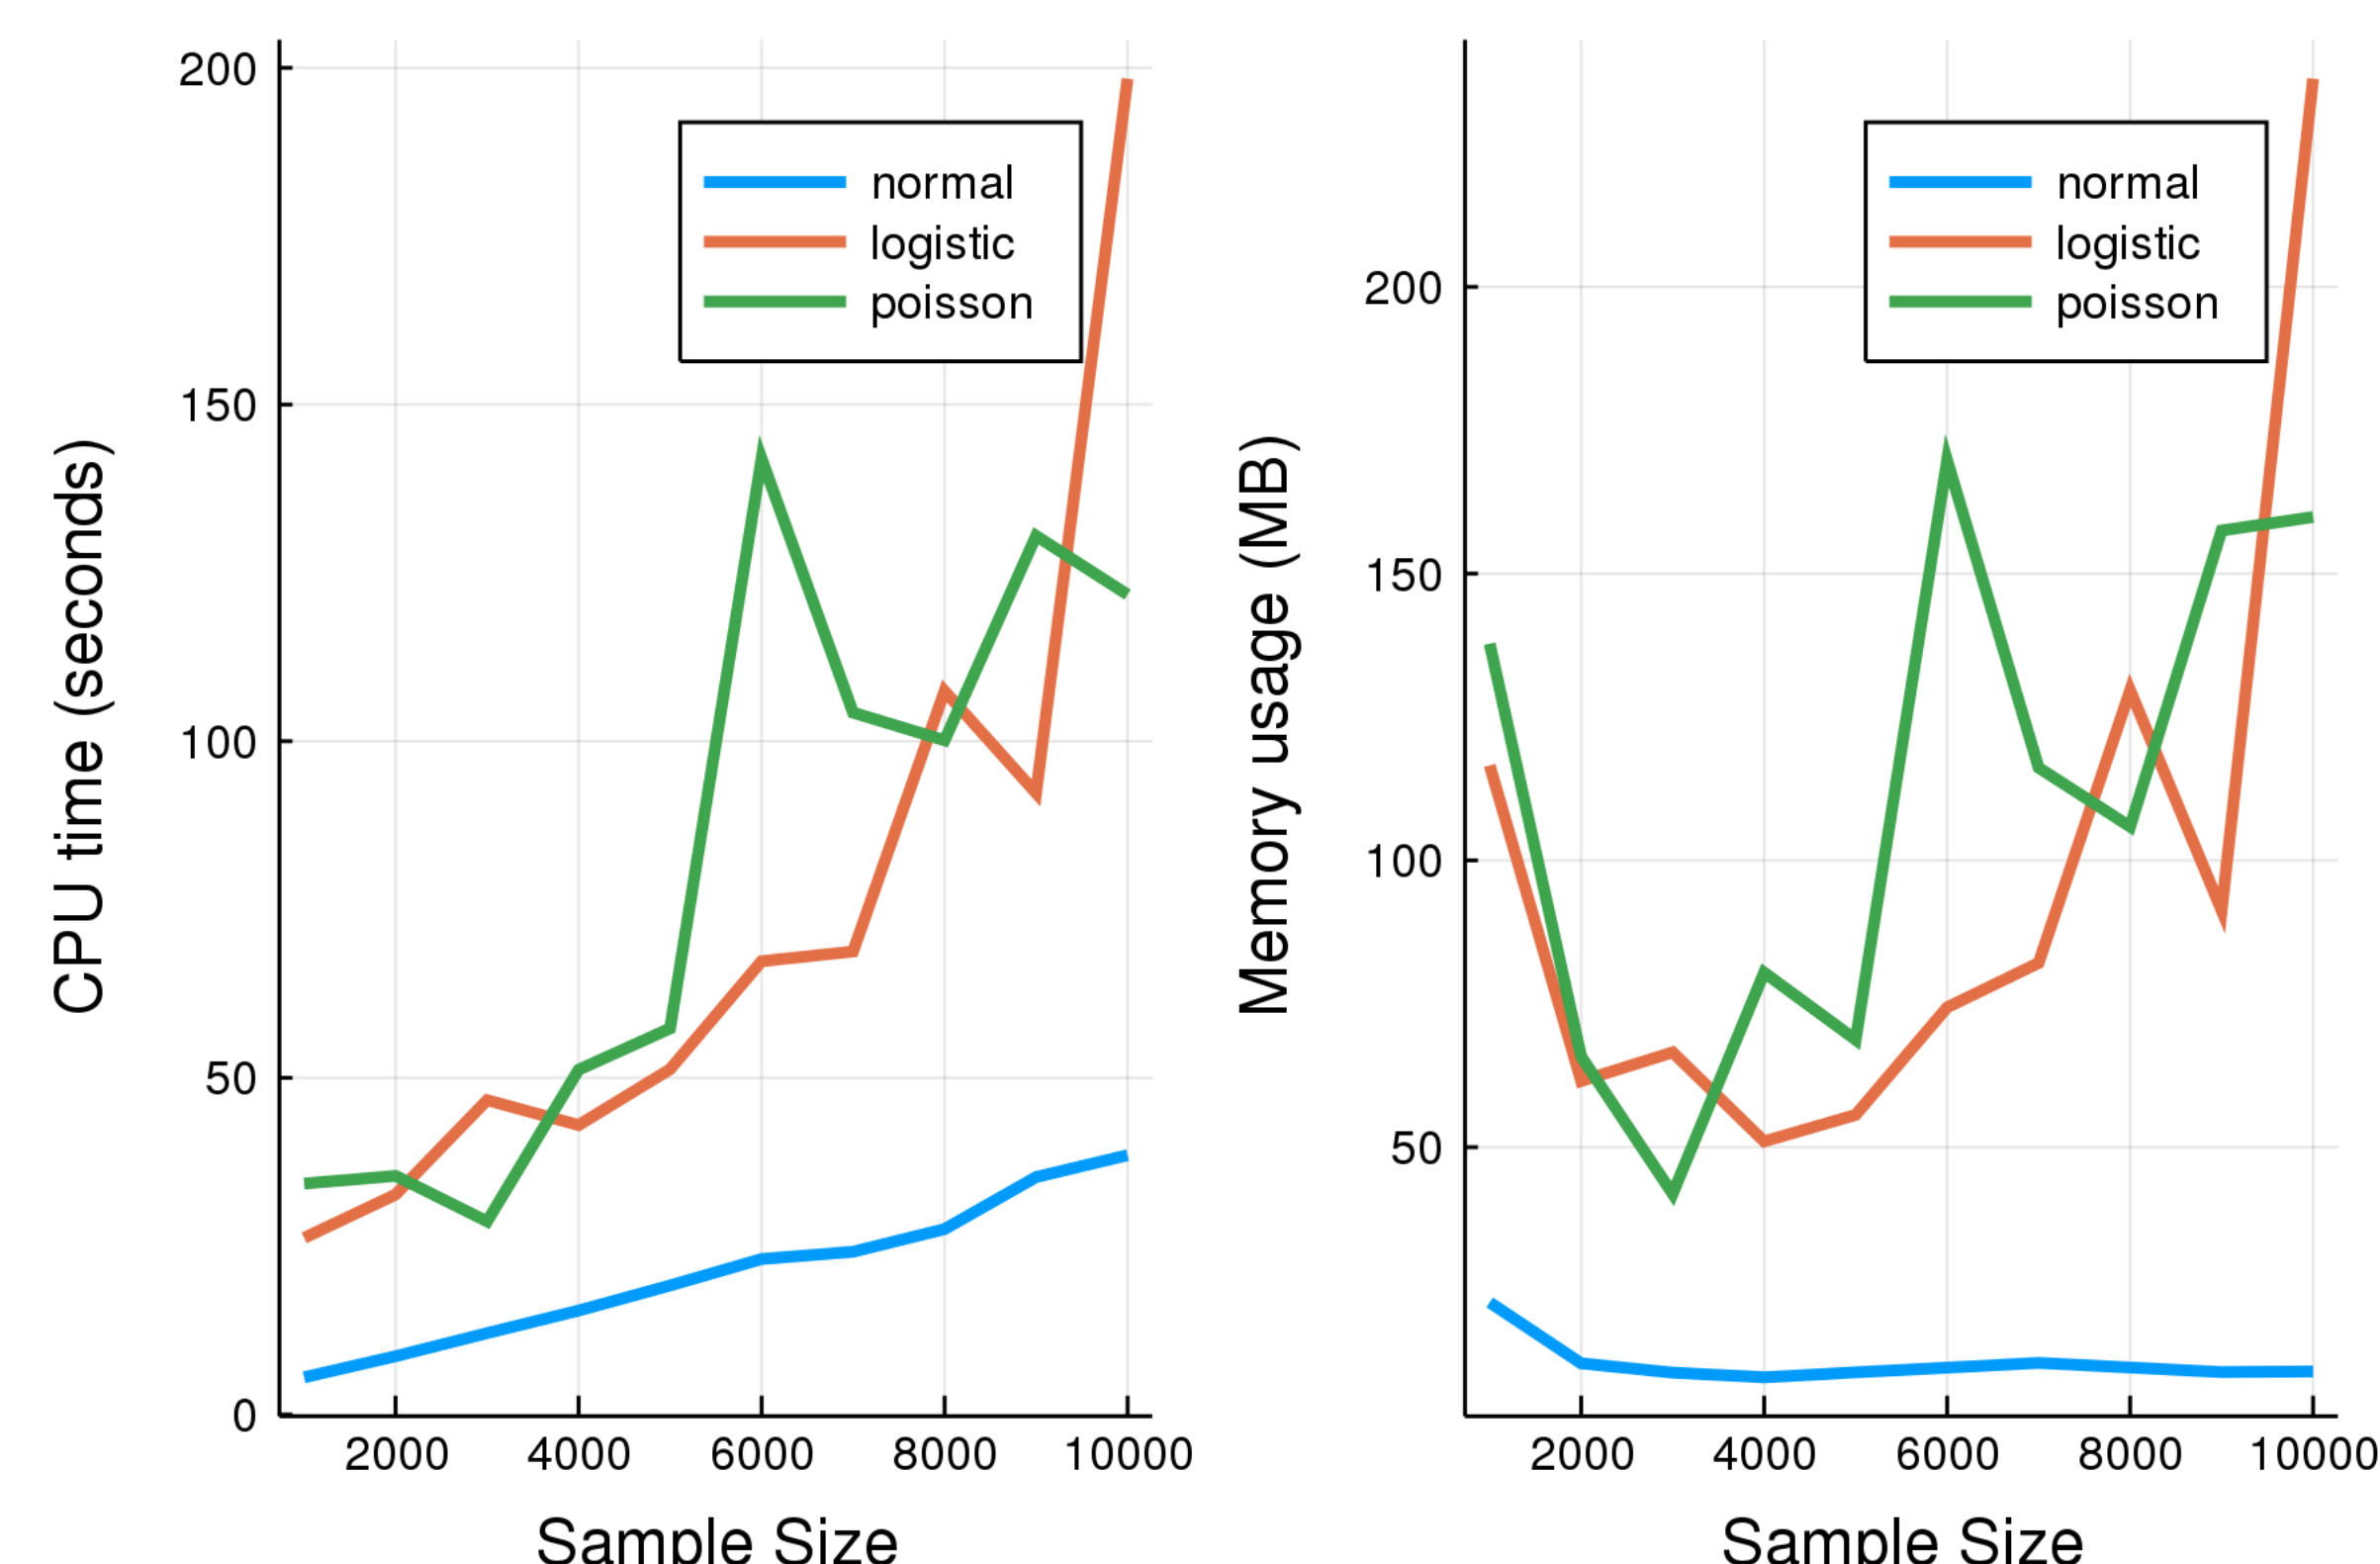 CPU time (seconds)
200
150
100
50
0
normal
logistic
poisson
2000 4000 6000 8000 10000
Sample Size
Memory usage (MB)
200
150
100
50
normal
logistic
poisson
2000 4000 6000 8000 10000
Sample Size